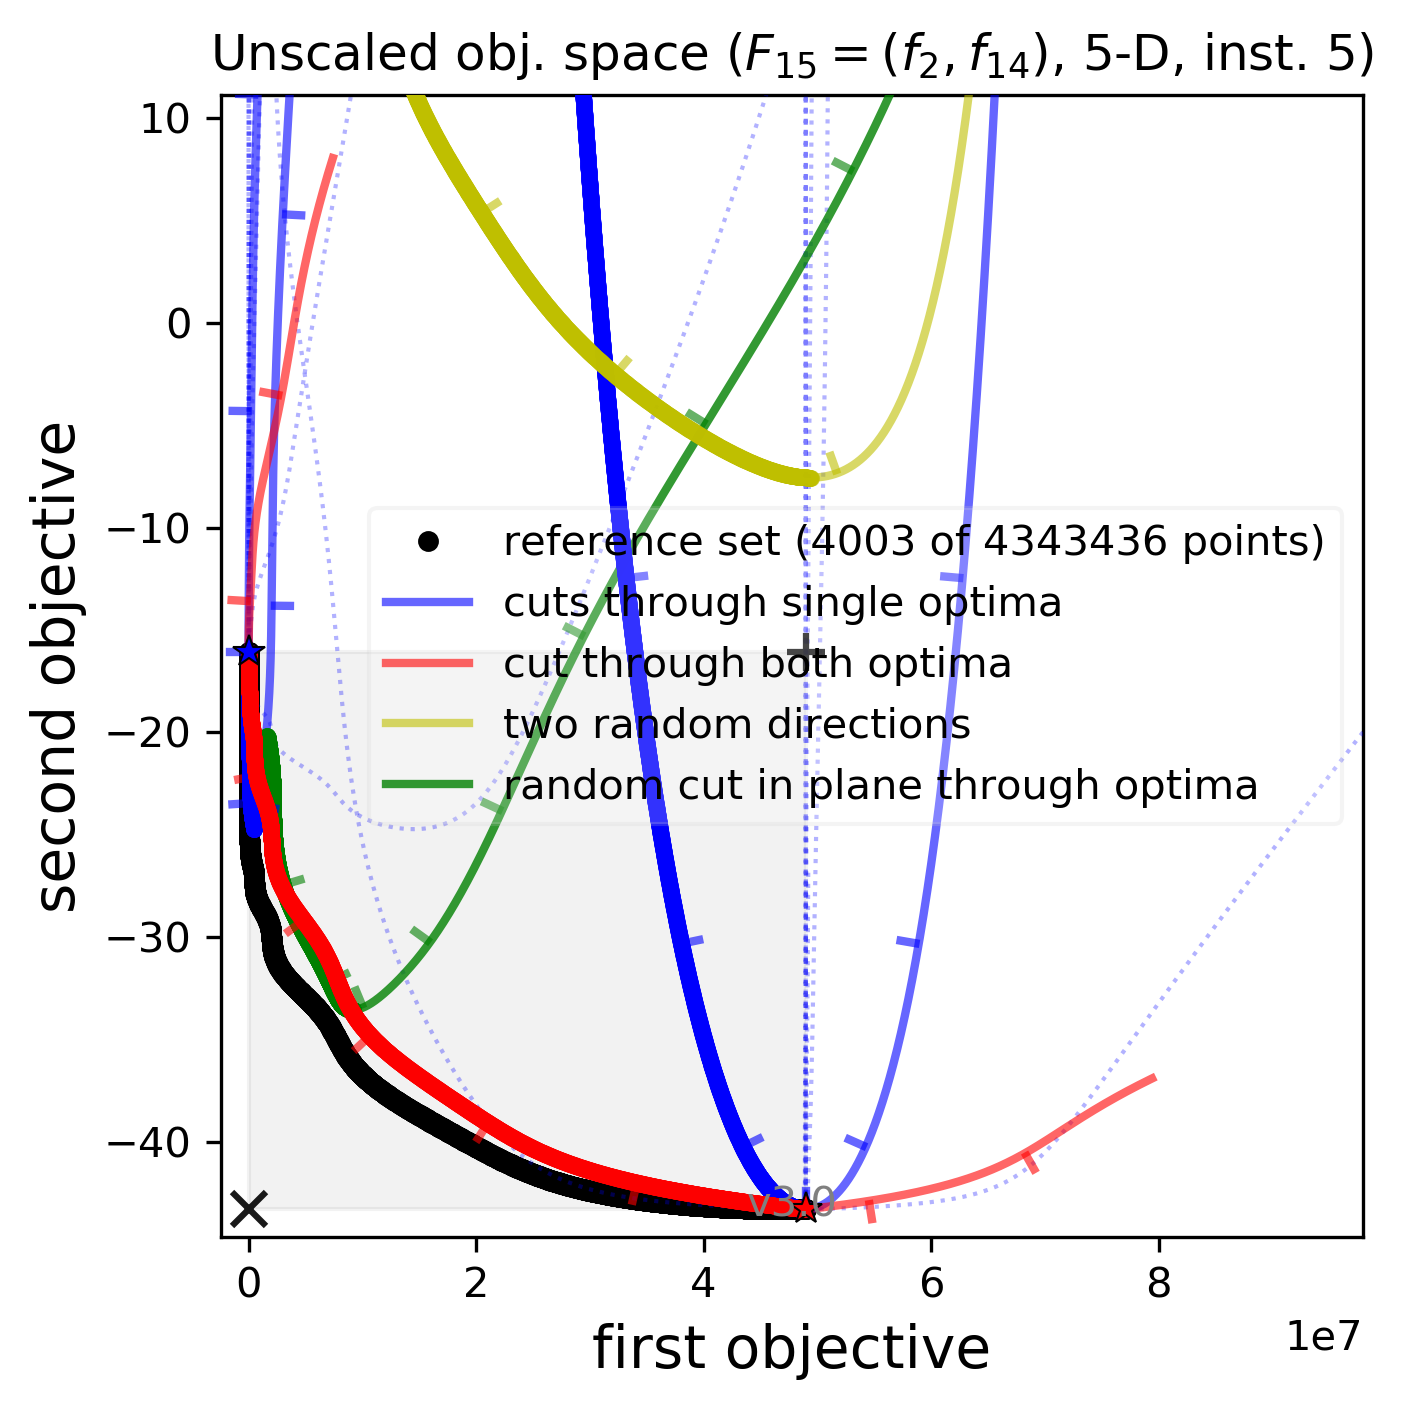 Unscaled obj. space (F₁₅ = (f₂, f₁₄), 5-D, inst. 5)
10
0
−10
−20
−30
−40
second objective
reference set (4003 of 4343436 points)
cuts through single optima
cut through both optima
two random directions
random cut in plane through optima
v3.0
0 2 4 6 8
1e7
first objective